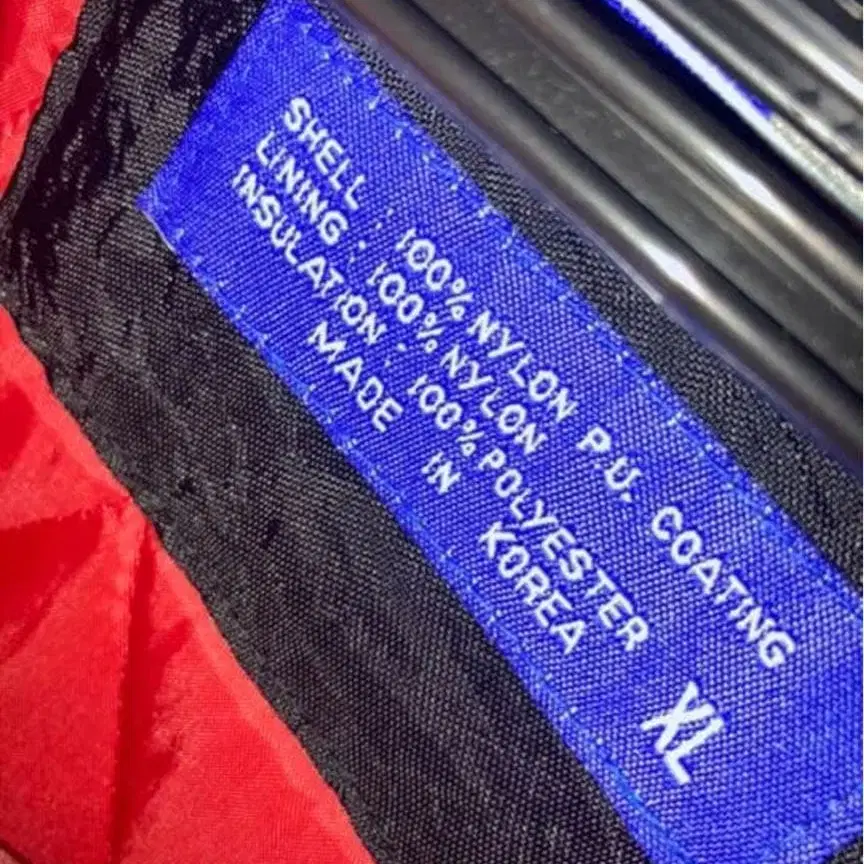 SHELL : 100% NYLON P.U. COATING
LINING : 100% NYLON
INSULATION : 100% POLYESTER
MADE IN KOREA
XL